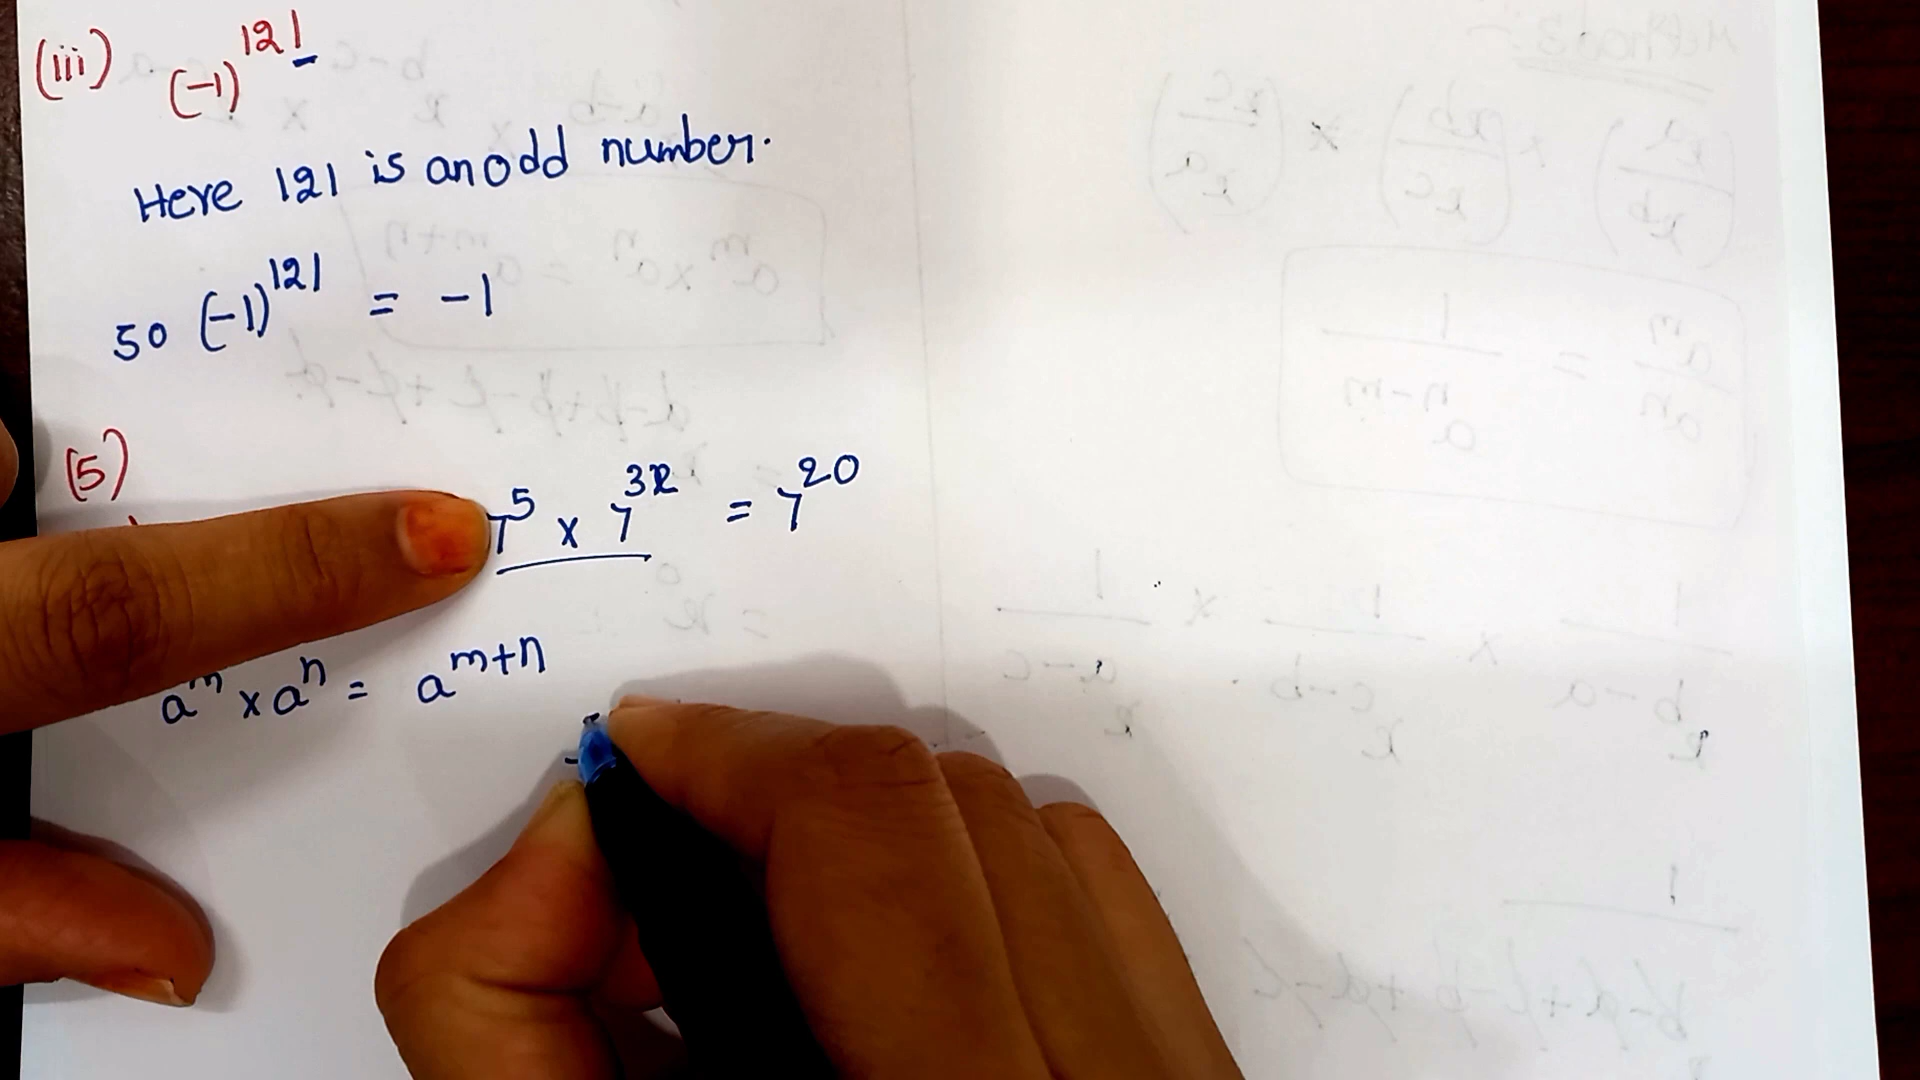 (iii) (-1)^121
Here 121 is an odd number.
So (-1)^121 = -1
(5)
7^5 x 7^3x = 7^20
a^m x a^n = a^m+n